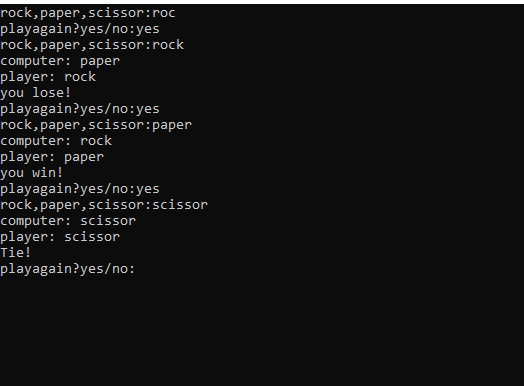 rock,paper,scissor:roc
playagain?yes/no:yes
rock,paper,scissor:rock
computer: paper
player: rock
you lose!
playagain?yes/no:yes
rock,paper,scissor:paper
computer: rock
player: paper
you win!
playagain?yes/no:yes
rock,paper,scissor:scissor
computer: scissor
player: scissor
Tie!
playagain?yes/no: